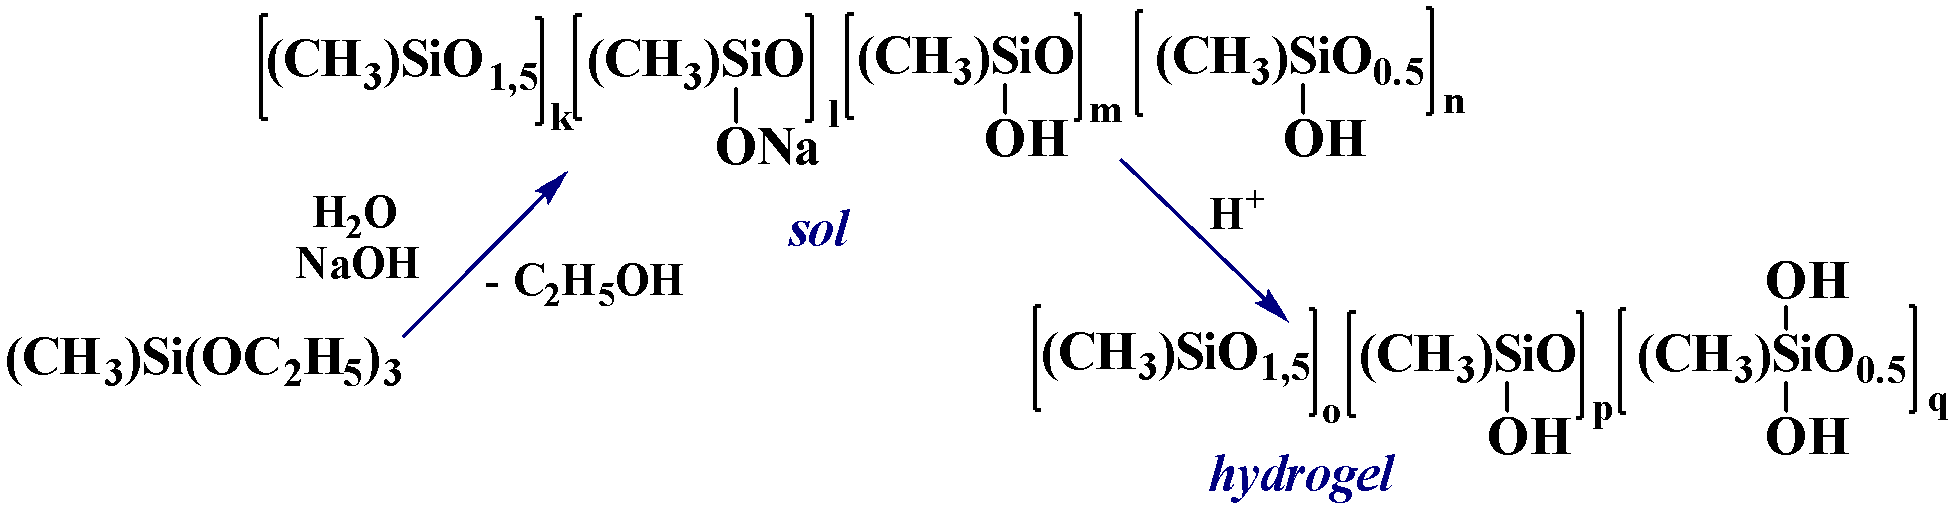 [(CH₃)SiO₁,₅]k[(CH₃)SiO]l[(CH₃)SiO]m[(CH₃)SiO₀.₅]n
ONa OH OH
H₂O
NaOH
- C₂H₅OH
sol
H⁺
(CH₃)Si(OC₂H₅)₃
OH
[(CH₃)SiO₁,₅]o[(CH₃)SiO]p[(CH₃)SiO₀.₅]q
OH OH
hydrogel